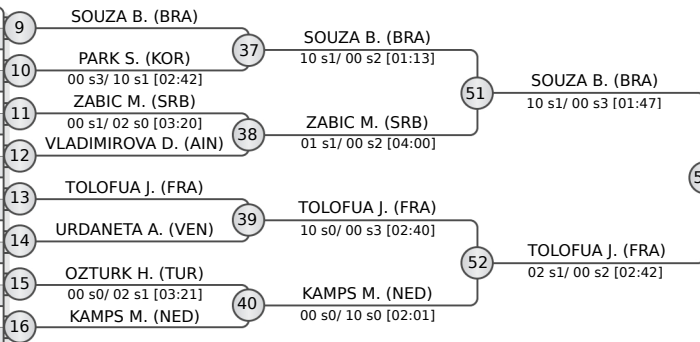 9
SOUZA B. (BRA)
10
PARK S. (KOR)
00 s3/ 10 s1 [02:42]
11
ZABIC M. (SRB)
00 s1/ 02 s0 [03:20]
12
VLADIMIROVA D. (AIN)
13
TOLOFUA J. (FRA)
14
URDANETA A. (VEN)
15
OZTURK H. (TUR)
00 s0/ 02 s1 [03:21]
16
KAMPS M. (NED)
37
SOUZA B. (BRA)
10 s1/ 00 s2 [01:13]
38
ZABIC M. (SRB)
01 s1/ 00 s2 [04:00]
39
TOLOFUA J. (FRA)
10 s0/ 00 s3 [02:40]
40
KAMPS M. (NED)
00 s0/ 10 s0 [02:01]
51
SOUZA B. (BRA)
10 s1/ 00 s3 [01:47]
52
TOLOFUA J. (FRA)
02 s1/ 00 s2 [02:42]